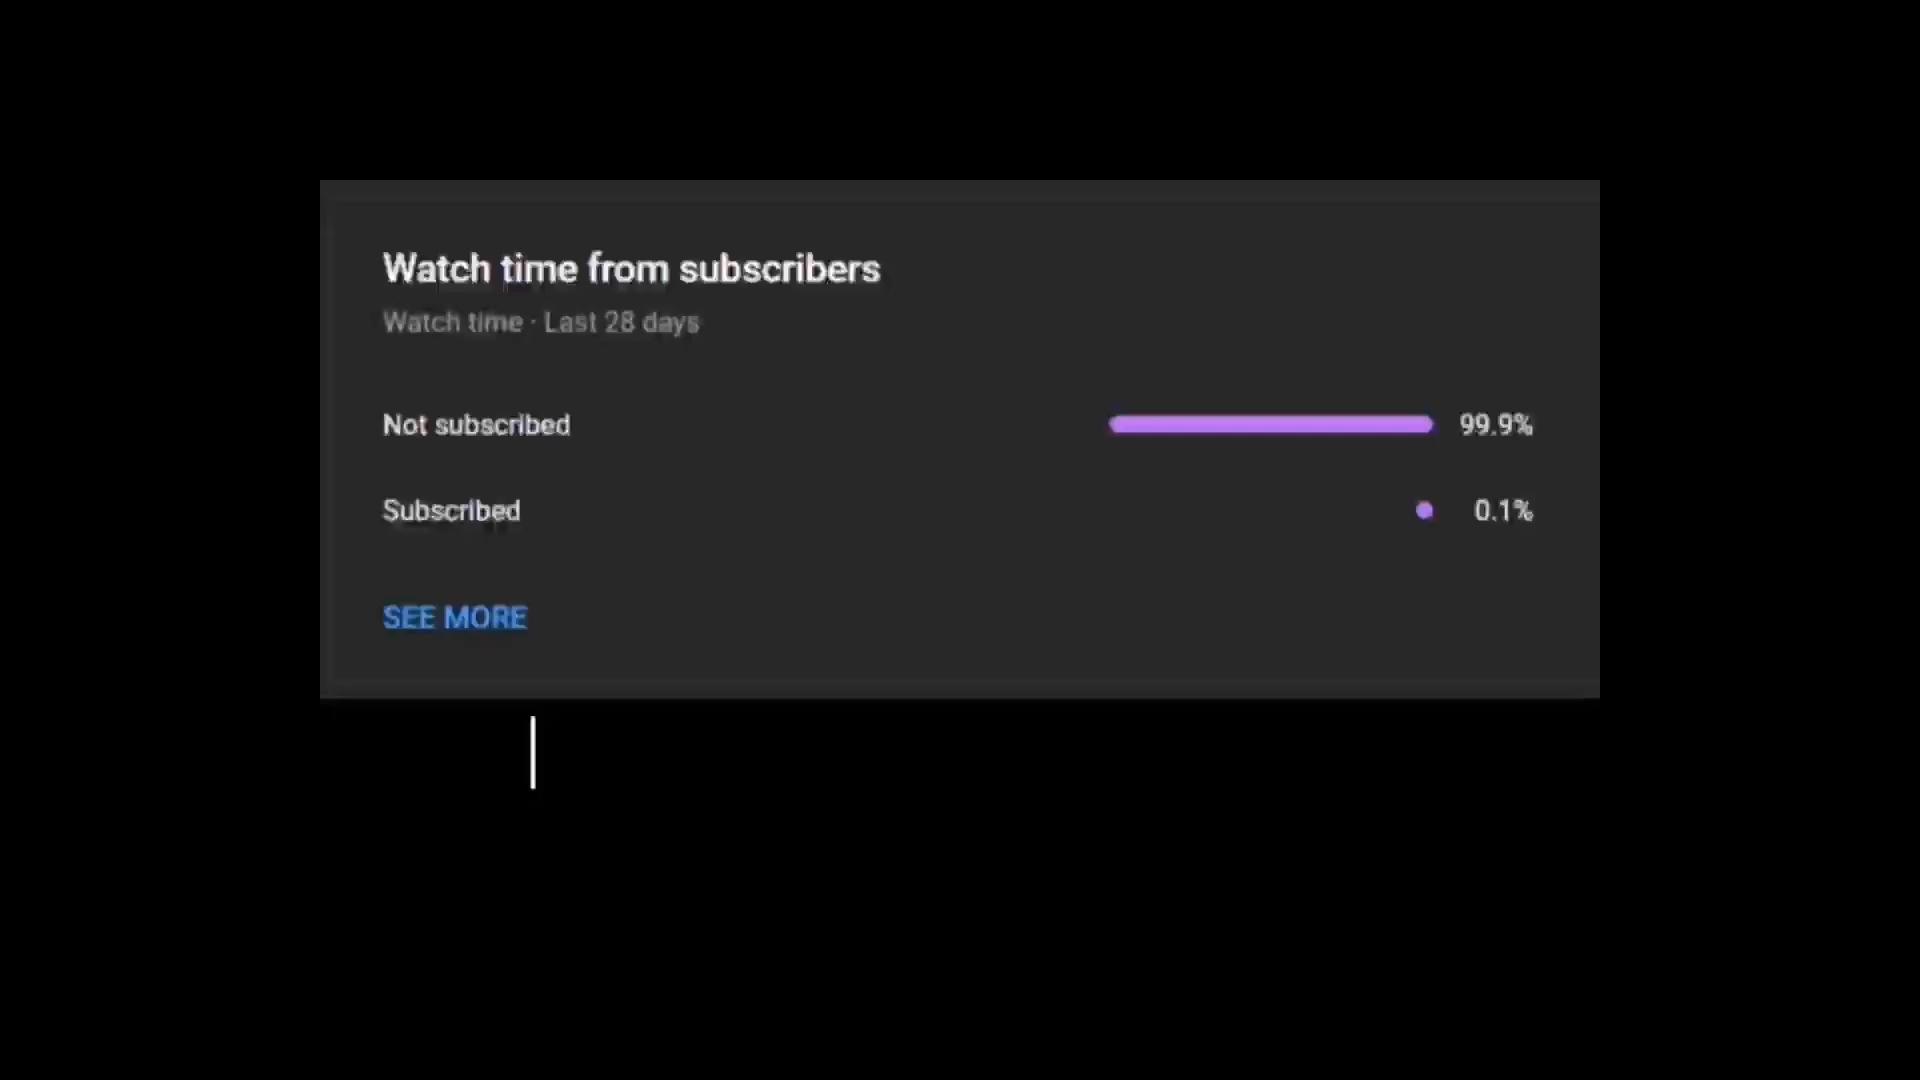 Watch time from subscribers
Watch time · Last 28 days
Not subscribed 99.9%
Subscribed 0.1%
SEE MORE